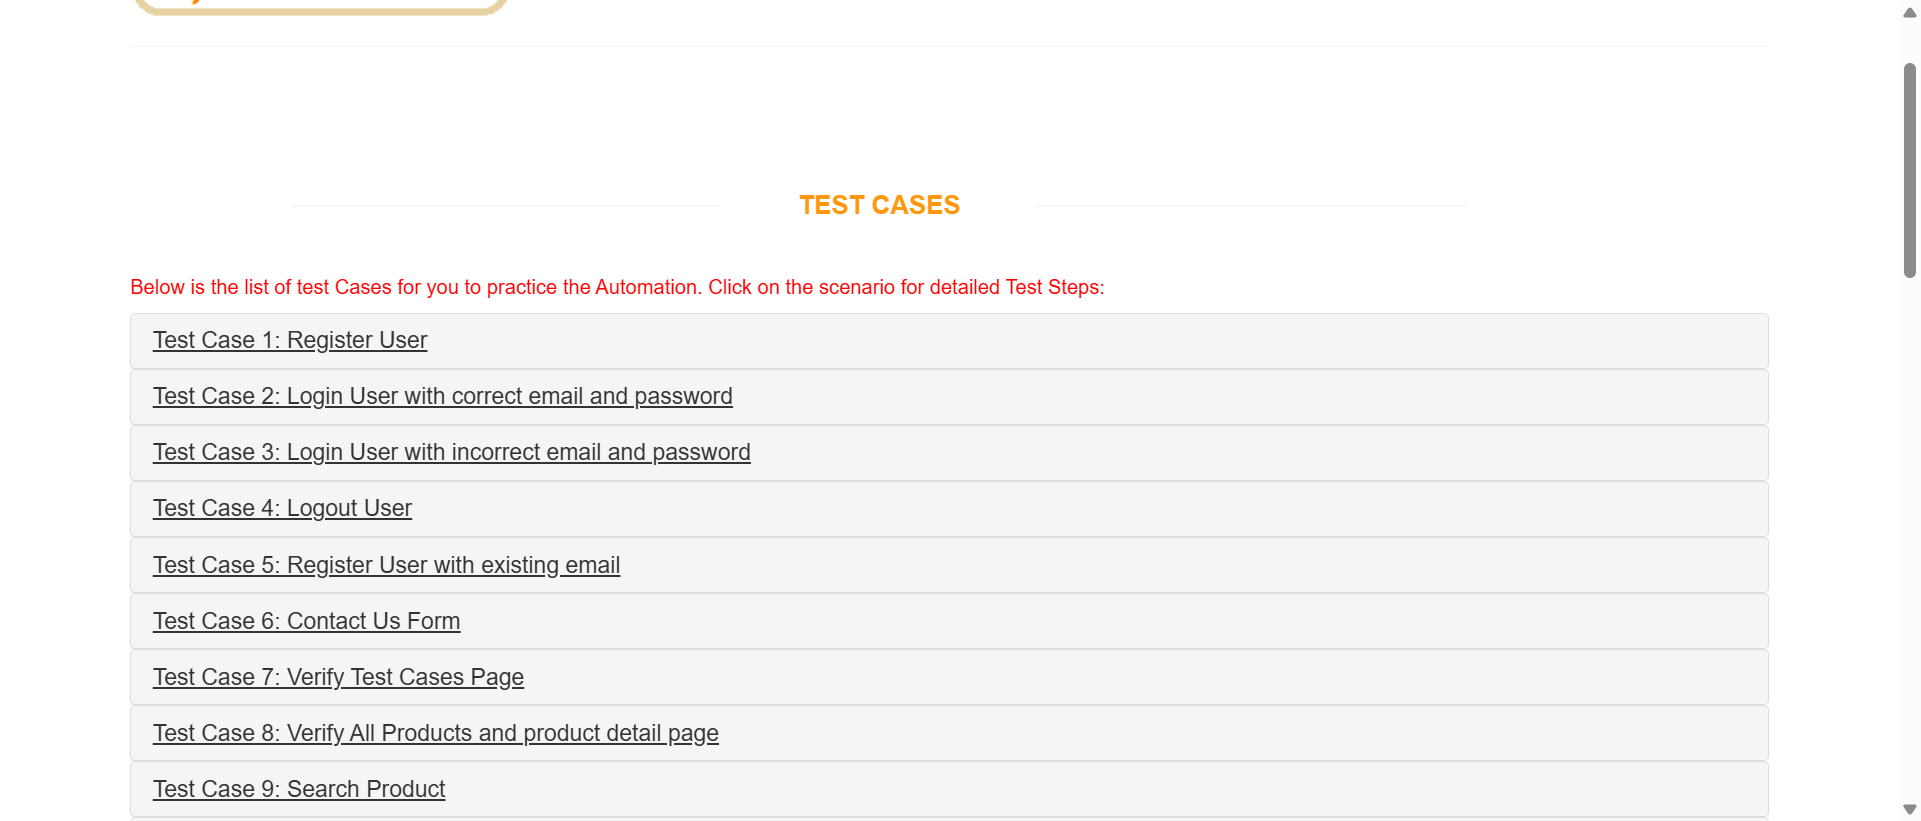 TEST CASES
Below is the list of test Cases for you to practice the Automation. Click on the scenario for detailed Test Steps:
Test Case 1: Register User
Test Case 2: Login User with correct email and password
Test Case 3: Login User with incorrect email and password
Test Case 4: Logout User
Test Case 5: Register User with existing email
Test Case 6: Contact Us Form
Test Case 7: Verify Test Cases Page
Test Case 8: Verify All Products and product detail page
Test Case 9: Search Product